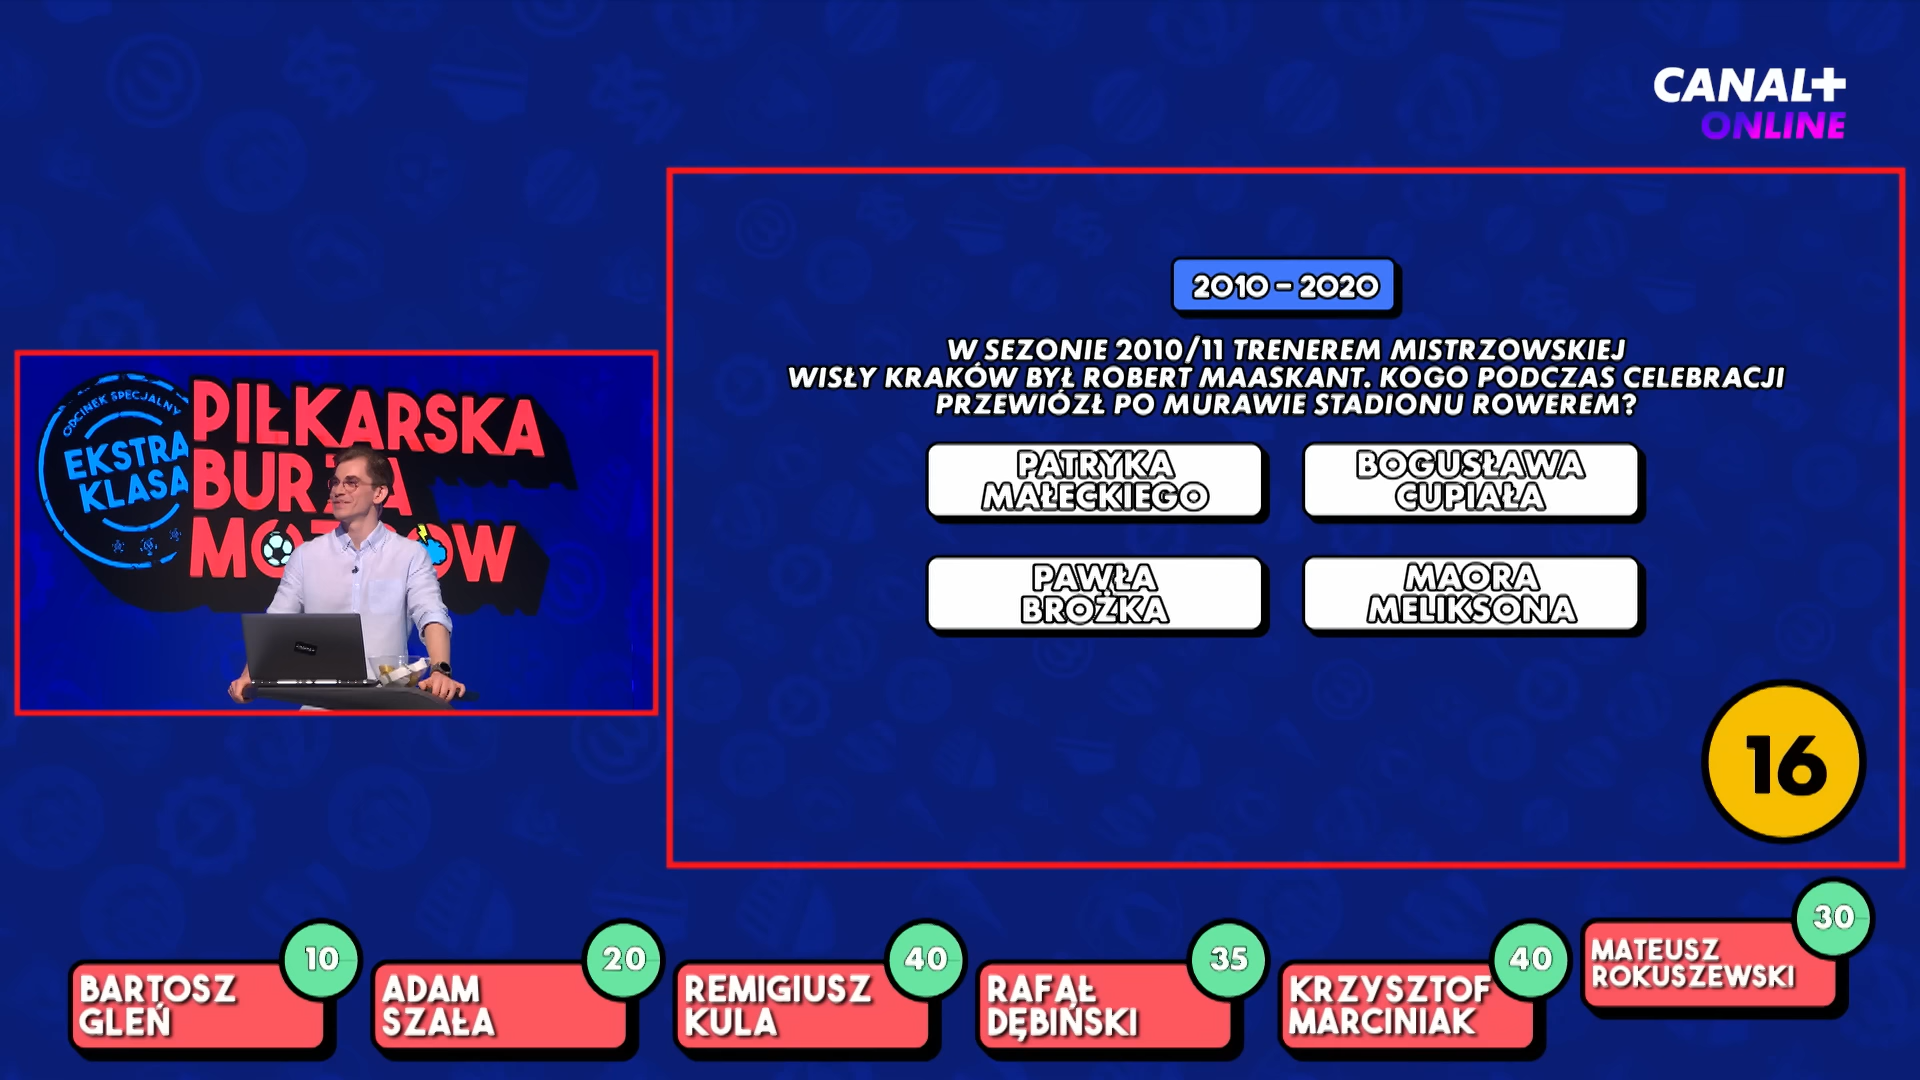 CANAL+
ONLINE
2010 – 2020
W SEZONIE 2010/11 TRENEREM MISTRZOWSKIEJ
WISŁY KRAKÓW BYŁ ROBERT MAASKANT. KOGO PODCZAS CELEBRACJI
PRZEWIÓZŁ PO MURAWIE STADIONU ROWEREM?
PATRYKA
MAŁECKIEGO
BOGUSŁAWA
CUPIAŁA
PAWŁA
BROŻKA
MAORA
MELIKSONA
16
ODCINEK SPECJALNY
EKSTRA
KLASA
PIŁKARSKA
BURZA
MÓZGÓW
10
BARTOSZ
GLEŃ
20
ADAM
SZAŁA
40
REMIGIUSZ
KULA
35
RAFAŁ
DĘBIŃSKI
40
KRZYSZTOF
MARCINIAK
30
MATEUSZ
ROKUSZEWSKI